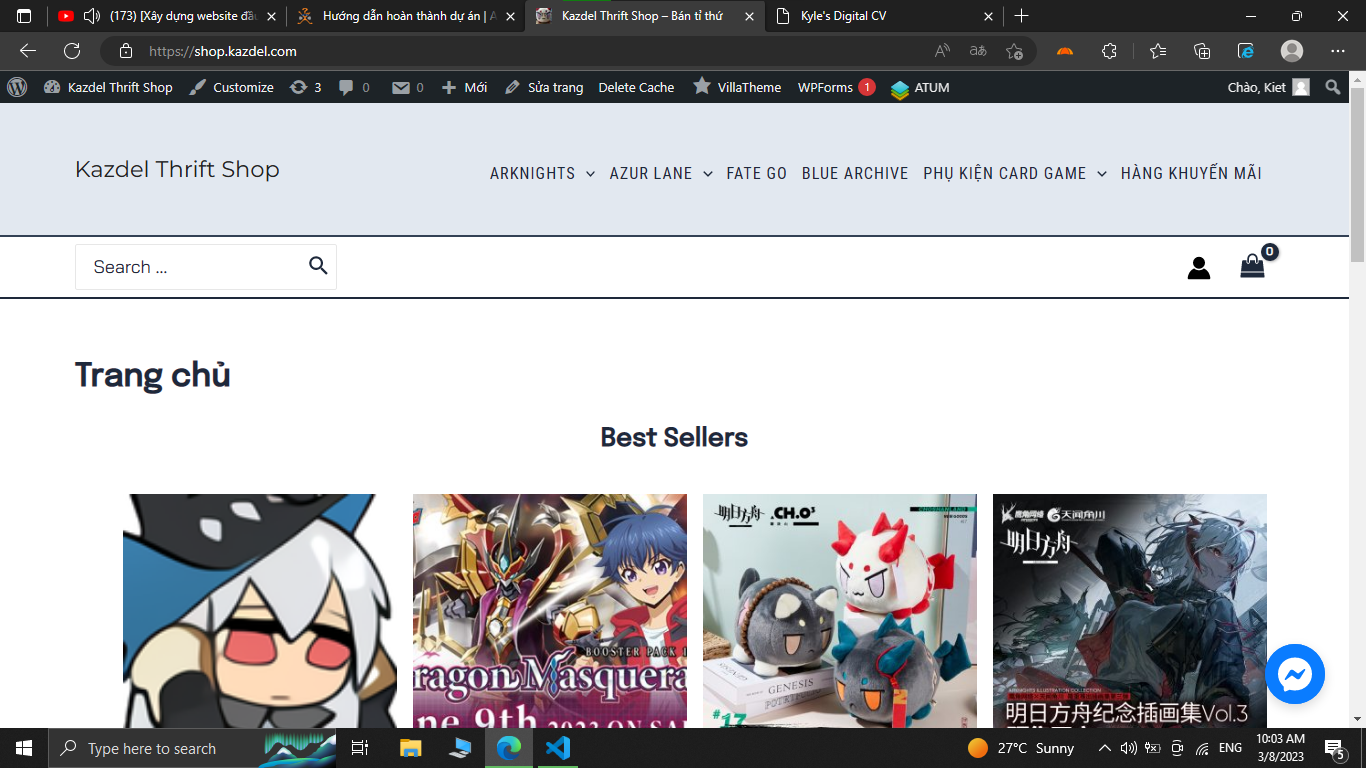 (173) [Xây dựng website đầu
Hướng dẫn hoàn thành dự án | A
Kazdel Thrift Shop – Bán tỉ thứ
Kyle's Digital CV
https://shop.kazdel.com
Kazdel Thrift Shop
Customize
3
0
0
Mới
Sửa trang
Delete Cache
VillaTheme
WPForms 1
ATUM
Chào, Kiet
Kazdel Thrift Shop
ARKNIGHTS
AZUR LANE
FATE GO
BLUE ARCHIVE
PHỤ KIỆN CARD GAME
HÀNG KHUYẾN MÃI
Search ...
0
Trang chủ
Best Sellers
BOOSTER PACK
ragon Masquera
ne 9th 2023 ON SAL
明日方舟
.CH.O³
GENESIS
#17
天闻角川
明日方舟
ARKNIGHTS ILLUSTRATION COLLECTION
明日方舟纪念插画集Vol.3
Type here to search
27°C Sunny
ENG
10:03 AM
3/8/2023
5